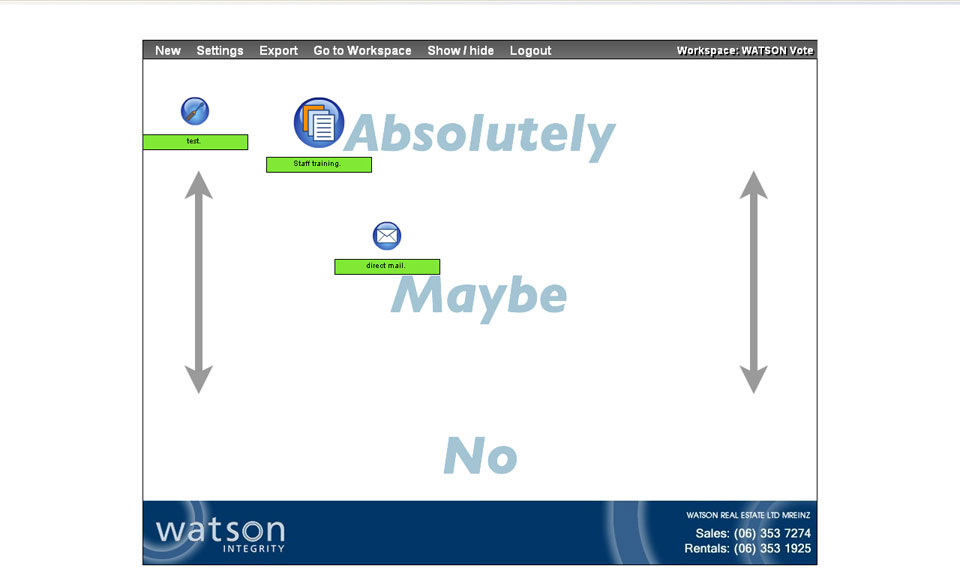 New Settings Export Go to Workspace Show / hide Logout Workspace: WATSON Vote
test.
Absolutely
Staff training.
direct mail.
Maybe
No
watson
INTEGRITY
WATSON REAL ESTATE LTD MREINZ
Sales: (06) 353 7274
Rentals: (06) 353 1925